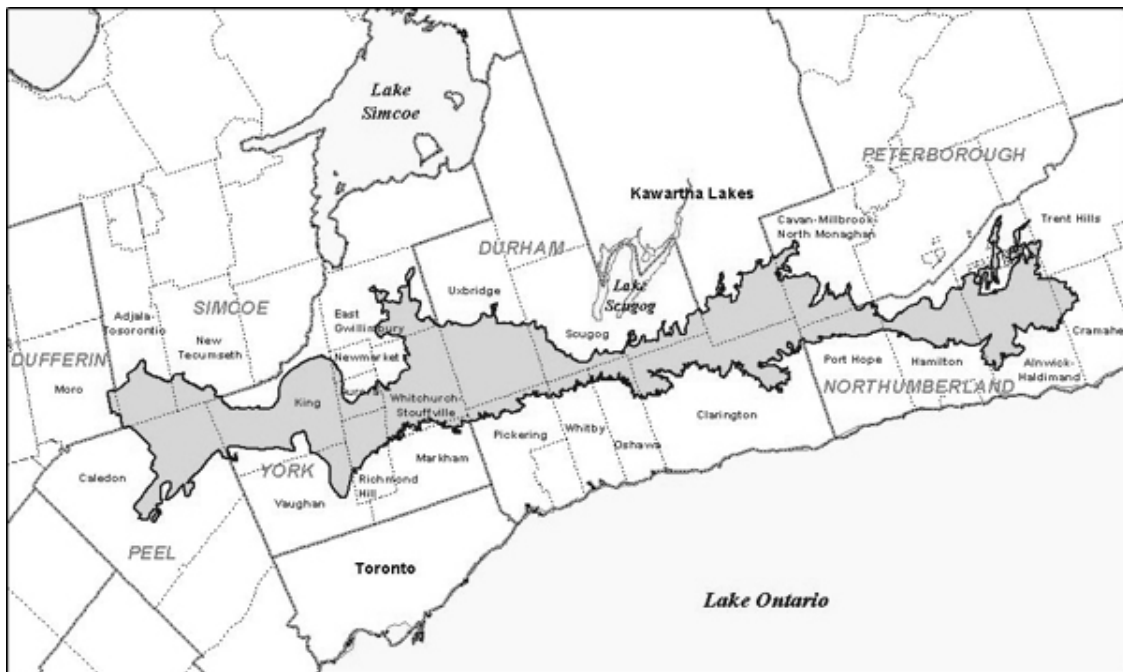 Lake
Simcoe
PETERBOROUGH
Kawartha Lakes
Cavan-Millbrook-
North Monaghan
Trent Hills
DURHAM
Uxbridge
Lake
Scugog
SIMCOE
Adjala-
Tosorontio
New
Tecumseth
East
Gwillimbury
Newmarket
Scugog
Cramahe
DUFFERIN
Moro
King
Whitchurch-
Stouffville
Port Hope
Hamilton
Alnwick-
Haldimand
NORTHUMBERLAND
Clarington
Pickering
Whitby
Oshawa
Markham
Richmond
Hill
YORK
Vaughan
Caledon
PEEL
Toronto
Lake Ontario